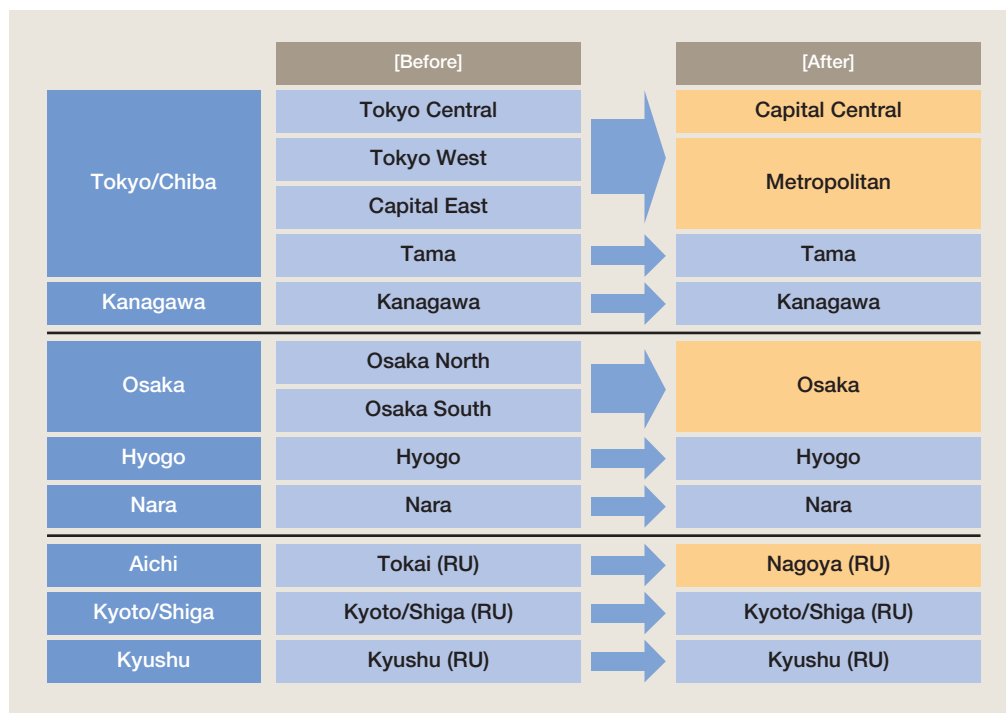 [Before]
[After]
Tokyo/Chiba
Tokyo Central
Tokyo West
Capital East
Tama
Capital Central
Metropolitan
Tama
Kanagawa
Kanagawa
Kanagawa
Osaka
Osaka North
Osaka South
Osaka
Hyogo
Hyogo
Hyogo
Nara
Nara
Nara
Aichi
Tokai (RU)
Nagoya (RU)
Kyoto/Shiga
Kyoto/Shiga (RU)
Kyoto/Shiga (RU)
Kyushu
Kyushu (RU)
Kyushu (RU)